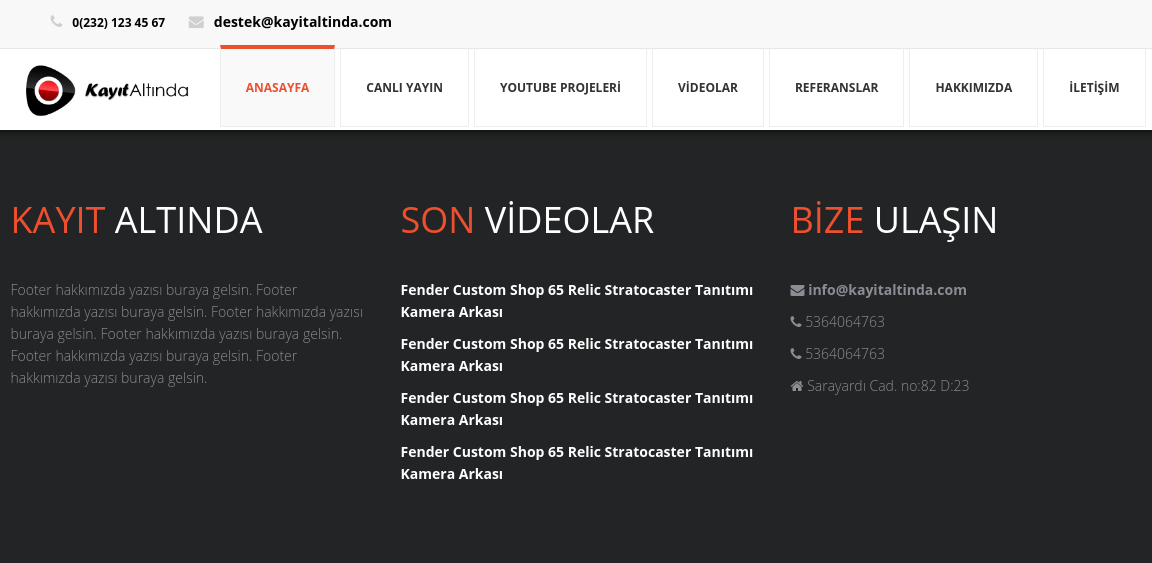 0(232) 123 45 67 destek@kayitaltinda.com
KayıtAltında
ANASAYFA CANLI YAYIN YOUTUBE PROJELERİ VİDEOLAR REFERANSLAR HAKKIMIZDA İLETİŞİM
KAYIT ALTINDA
Footer hakkımızda yazısı buraya gelsin. Footer
hakkımızda yazısı buraya gelsin. Footer hakkımızda yazısı
buraya gelsin. Footer hakkımızda yazısı buraya gelsin.
Footer hakkımızda yazısı buraya gelsin. Footer
hakkımızda yazısı buraya gelsin.
SON VİDEOLAR
Fender Custom Shop 65 Relic Stratocaster Tanıtımı
Kamera Arkası
Fender Custom Shop 65 Relic Stratocaster Tanıtımı
Kamera Arkası
Fender Custom Shop 65 Relic Stratocaster Tanıtımı
Kamera Arkası
Fender Custom Shop 65 Relic Stratocaster Tanıtımı
Kamera Arkası
BİZE ULAŞIN
info@kayitaltinda.com
5364064763
5364064763
Sarayardı Cad. no:82 D:23